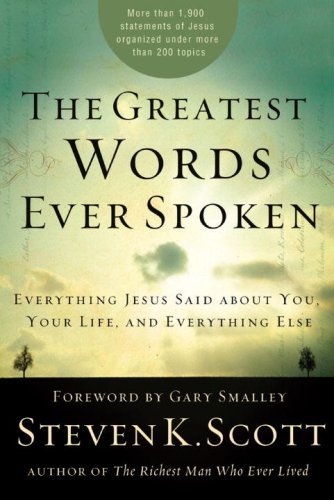 More than 1,900
statements of Jesus
organized under more
than 200 topics
THE GREATEST
WORDS
EVER SPOKEN
EVERYTHING JESUS SAID ABOUT YOU,
YOUR LIFE, AND EVERYTHING ELSE
FOREWORD BY GARY SMALLEY
STEVEN K. SCOTT
AUTHOR OF The Richest Man Who Ever Lived